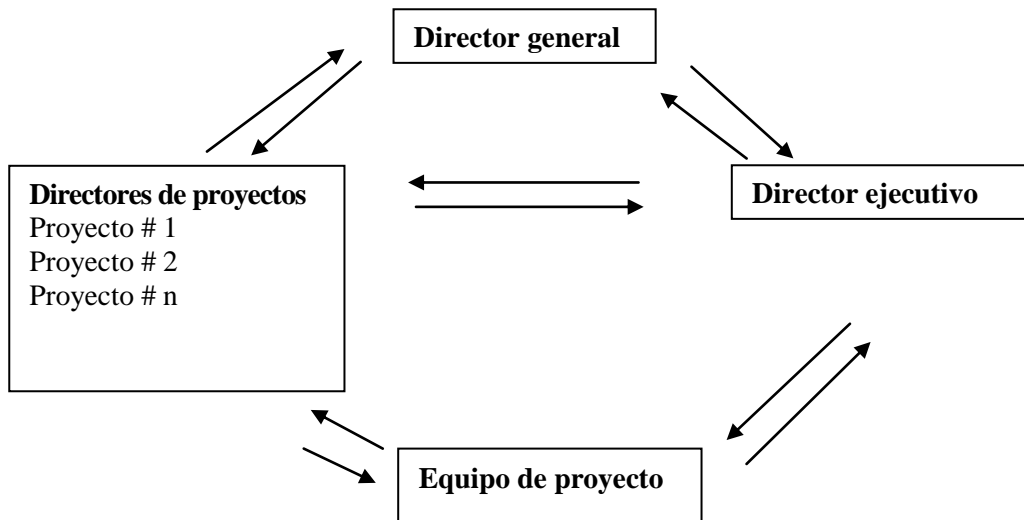 Director general
Directores de proyectos
Proyecto # 1
Proyecto # 2
Proyecto # n
Director ejecutivo
Equipo de proyecto